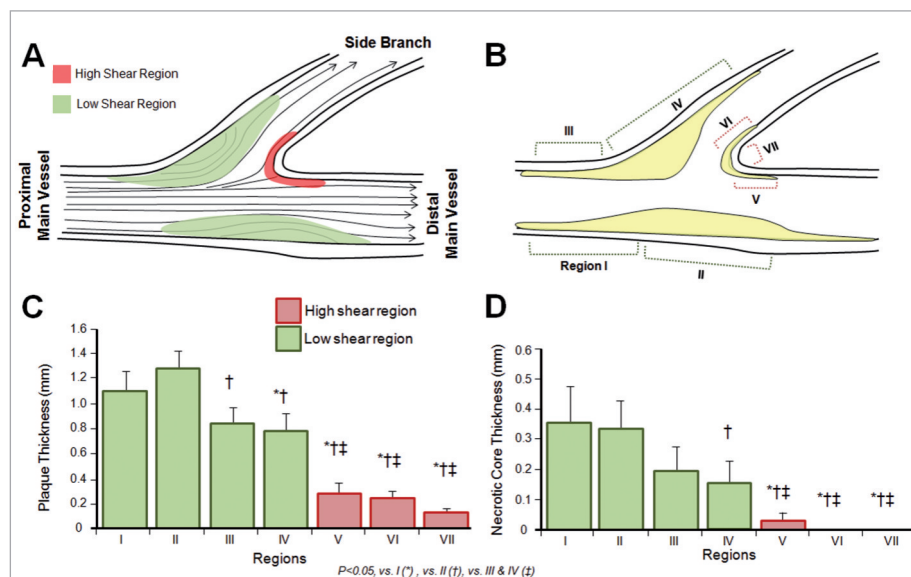 A
Side Branch
High Shear Region
Low Shear Region
Proximal
Main Vessel
Distal
Main Vessel
B
III
IV
VI
VII
V
Region I
II
C
High shear region
Low shear region
Plaque Thickness (mm)
1.6
1.4
1.2
1.0
0.8
0.6
0.4
0.2
0
†
*†
*†‡
*†‡
*†‡
I II III IV V VI VII
Regions
D
Necrotic Core Thickness (mm)
0.6
0.5
0.4
0.3
0.2
0.1
0
†
*†‡
*†‡
*†‡
I II III IV V VI VII
Regions
P<0.05, vs. I (*) , vs. II (†), vs. III & IV (‡)